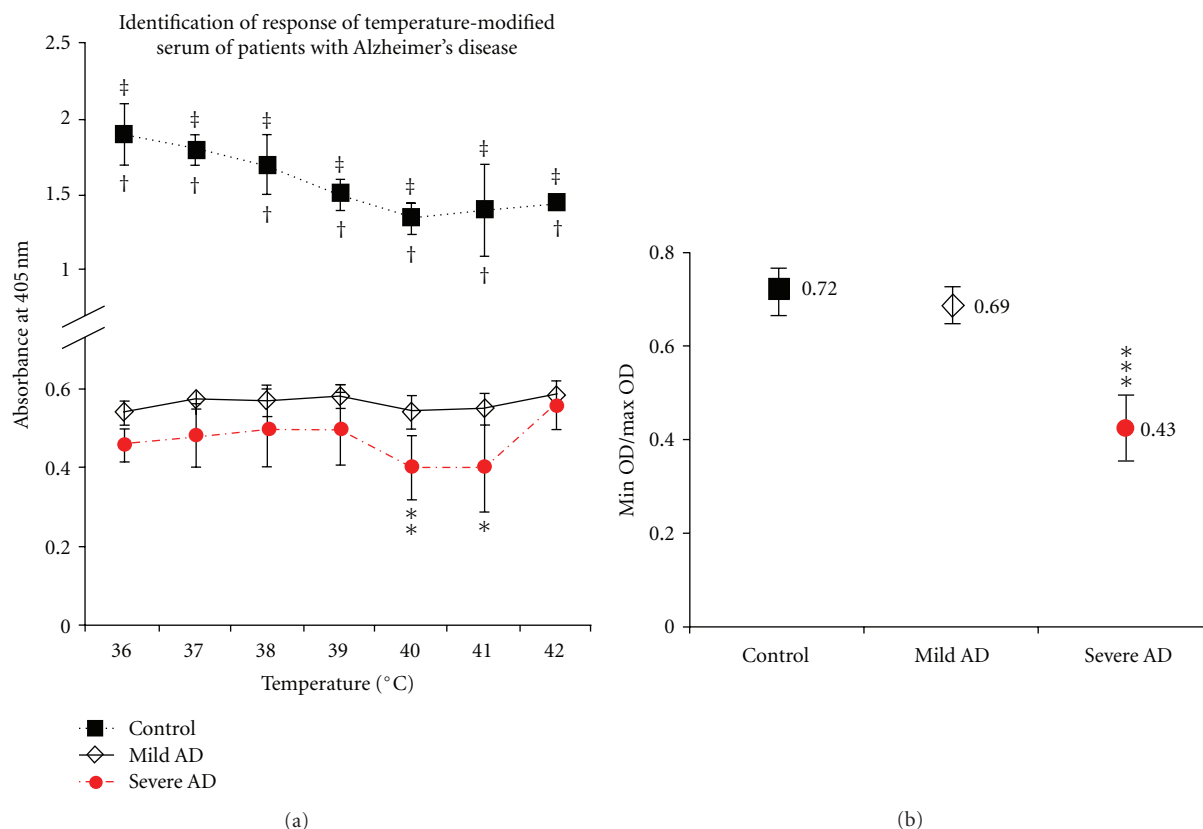 Identification of response of temperature-modified
serum of patients with Alzheimer's disease
Absorbance at 405 nm
2.5
2
1.5
1
0.6
0.4
0.2
0
‡ ‡ ‡ ‡ ‡ ‡ ‡
† † † † † † †
** *
36 37 38 39 40 41 42
Temperature (°C)
Control
Mild AD
Severe AD
(a)
Min OD/max OD
0.8
0.6
0.4
0.2
0
0.72
0.69
***
0.43
Control Mild AD Severe AD
(b)